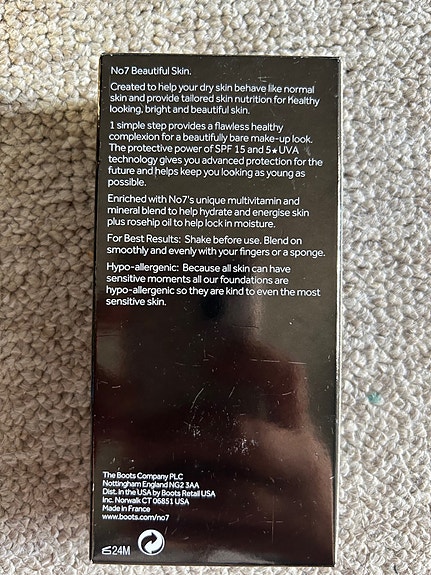 No7 Beautiful Skin.
Created to help your dry skin behave like normal
skin and provide tailored skin nutrition for healthy
looking, bright and beautiful skin.
1 simple step provides a flawless healthy
complexion for a beautifully bare make-up look.
The protective power of SPF 15 and 5★UVA
technology gives you advanced protection for the
future and helps keep you looking as young as
possible.
Enriched with No7's unique multivitamin and
mineral blend to help hydrate and energise skin
plus rosehip oil to help lock in moisture.
For Best Results: Shake before use. Blend on
smoothly and evenly with your fingers or a sponge.
Hypo-allergenic: Because all skin can have
sensitive moments all our foundations are
hypo-allergenic so they are kind to even the most
sensitive skin.
The Boots Company PLC
Nottingham England NG2 3AA
Dist. in the USA by Boots Retail USA
Inc. Norwalk CT 06851 USA
Made in France
www.boots.com/no7
24M